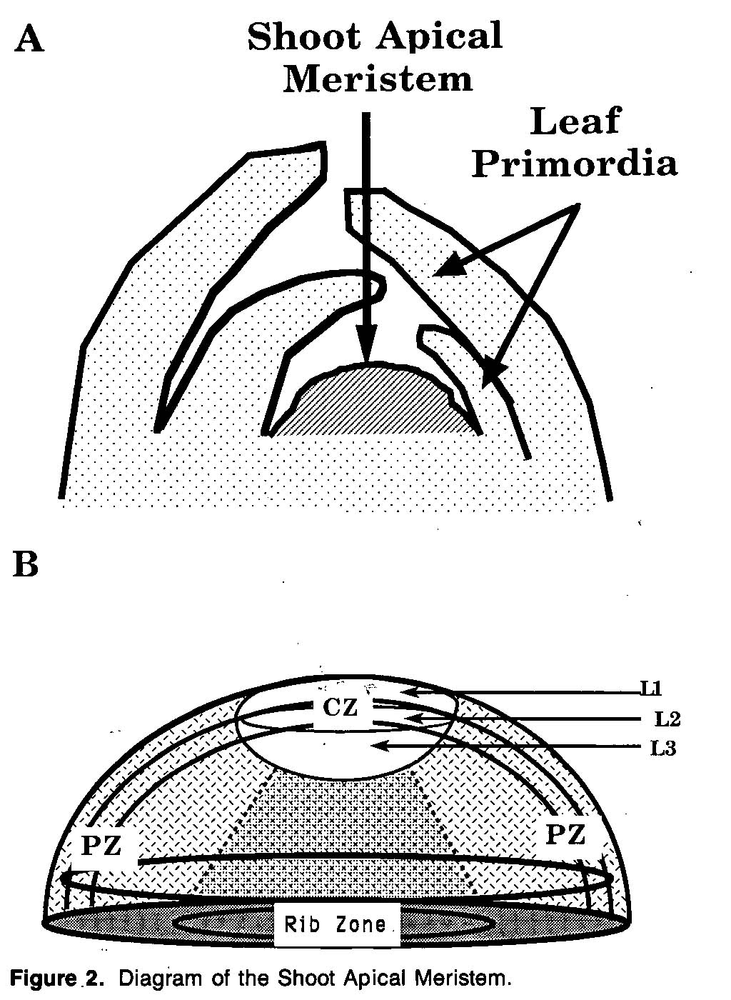 A
Shoot Apical
Meristem
Leaf
Primordia
B
L1
CZ
L2
L3
PZ
PZ
Rib Zone
Figure 2. Diagram of the Shoot Apical Meristem.